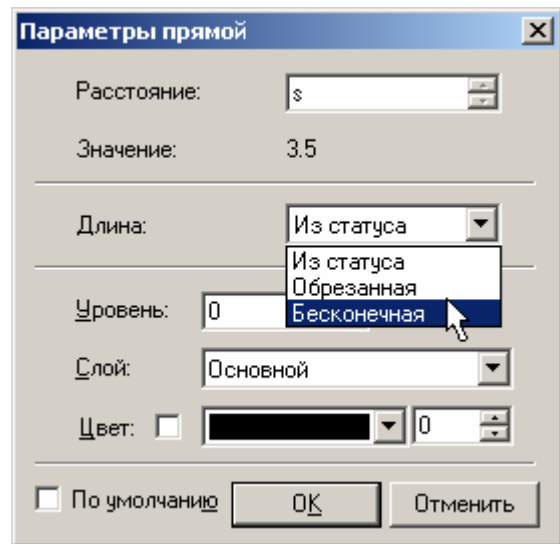 Параметры прямой
Расстояние: s
Значение: 3.5
Длина: Из статуса
Из статуса
Обрезанная
Бесконечная
Уровень: 0
Слой: Основной
Цвет: 0
По умолчанию OK Отменить